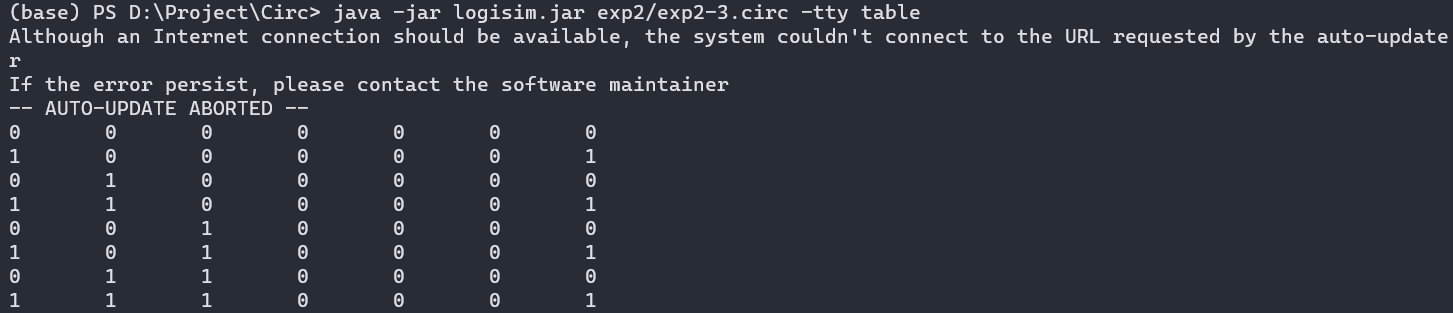 (base) PS D:\Project\Circ> java -jar logisim.jar exp2/exp2-3.circ -tty table
Although an Internet connection should be available, the system couldn't connect to the URL requested by the auto-update
r
If the error persist, please contact the software maintainer
-- AUTO-UPDATE ABORTED --
0 0 0 0 0 0 0
1 0 0 0 0 0 1
0 1 0 0 0 0 0
1 1 0 0 0 0 1
0 0 1 0 0 0 0
1 0 1 0 0 0 1
0 1 1 0 0 0 0
1 1 1 0 0 0 1